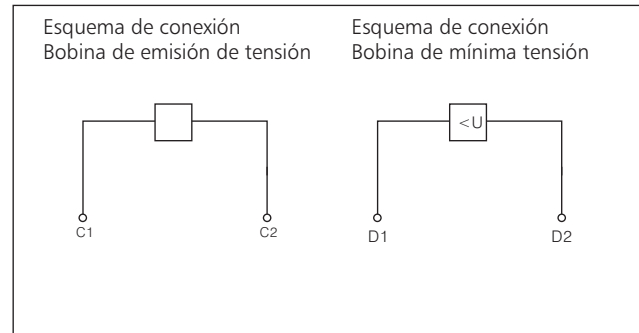 Esquema de conexión
Bobina de emisión de tensión
C1
C2
Esquema de conexión
Bobina de mínima tensión
<U
D1
D2